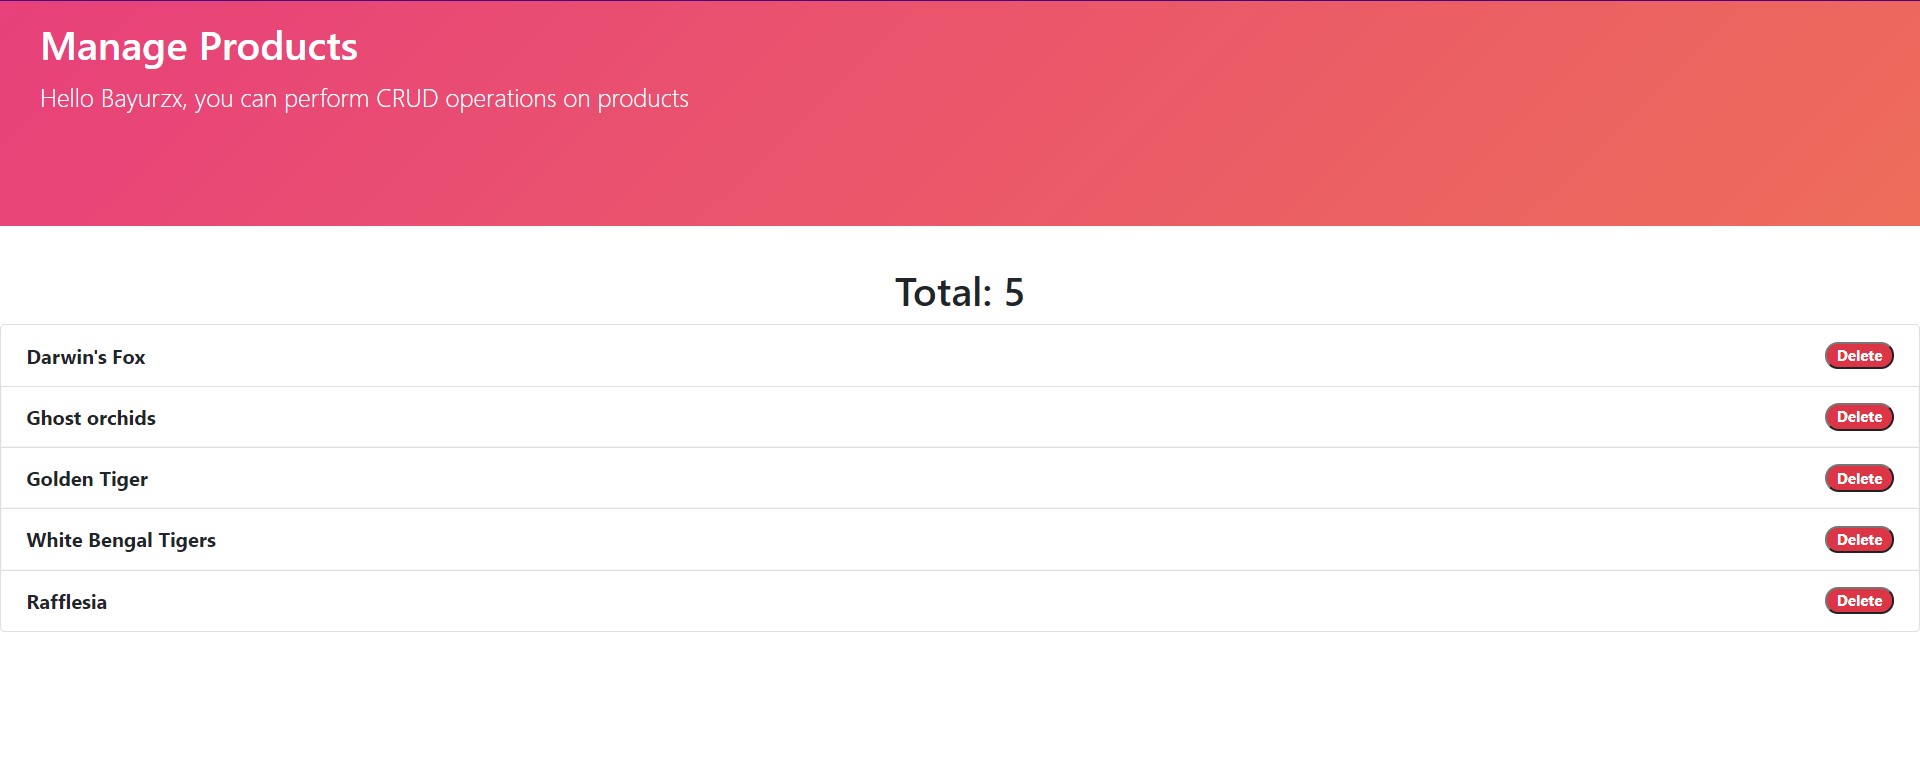 Manage Products
Hello Bayurzx, you can perform CRUD operations on products
Total: 5
Darwin's Fox Delete
Ghost orchids Delete
Golden Tiger Delete
White Bengal Tigers Delete
Rafflesia Delete